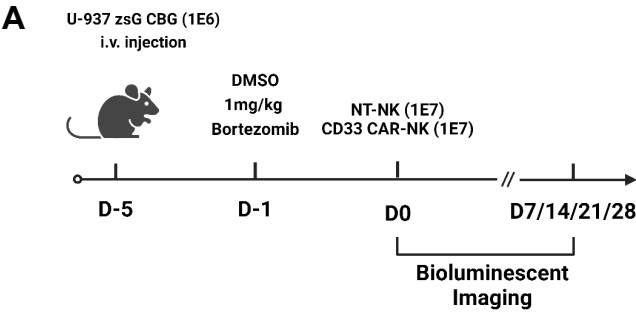 A
U-937 zsG CBG (1E6)
i.v. injection
DMSO
1mg/kg
Bortezomib
NT-NK (1E7)
CD33 CAR-NK (1E7)
D-5
D-1
D0
D7/14/21/28
Bioluminescent
Imaging